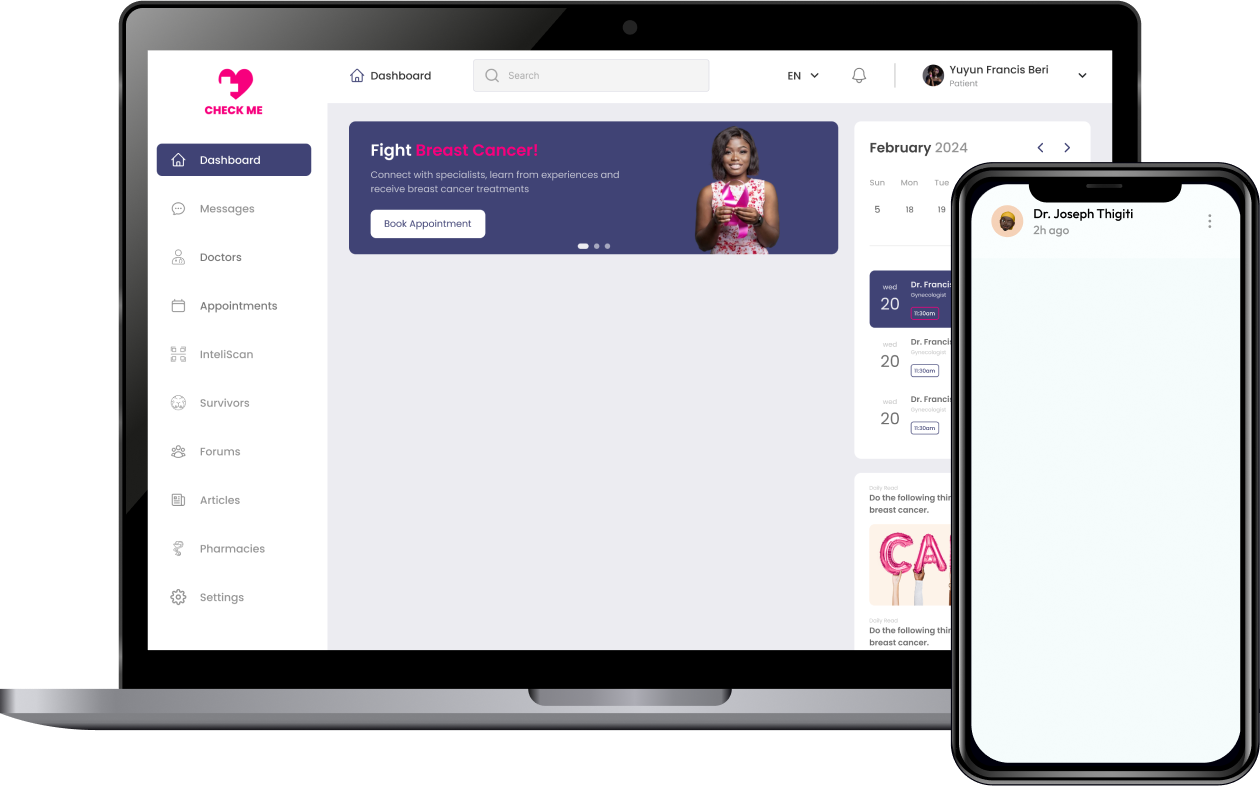 CHECK ME
Dashboard
Messages
Doctors
Appointments
InteliScan
Survivors
Forums
Articles
Pharmacies
Settings
Dashboard
Search
EN
Yuyun Francis Beri
Patient
Fight Breast Cancer!
Connect with specialists, learn from experiences and
receive breast cancer treatments
Book Appointment
February 2024
Sun Mon Tue
5 18 19
wed
20
Dr. Francis
Gynecologist
11:30am
wed
20
Dr. Francis
Gynecologist
11:30am
wed
20
Dr. Francis
Gynecologist
11:30am
Daily Read
Do the following thin
breast cancer.
CA
Daily Read
Do the following thin
breast cancer.
Dr. Joseph Thigiti
2h ago